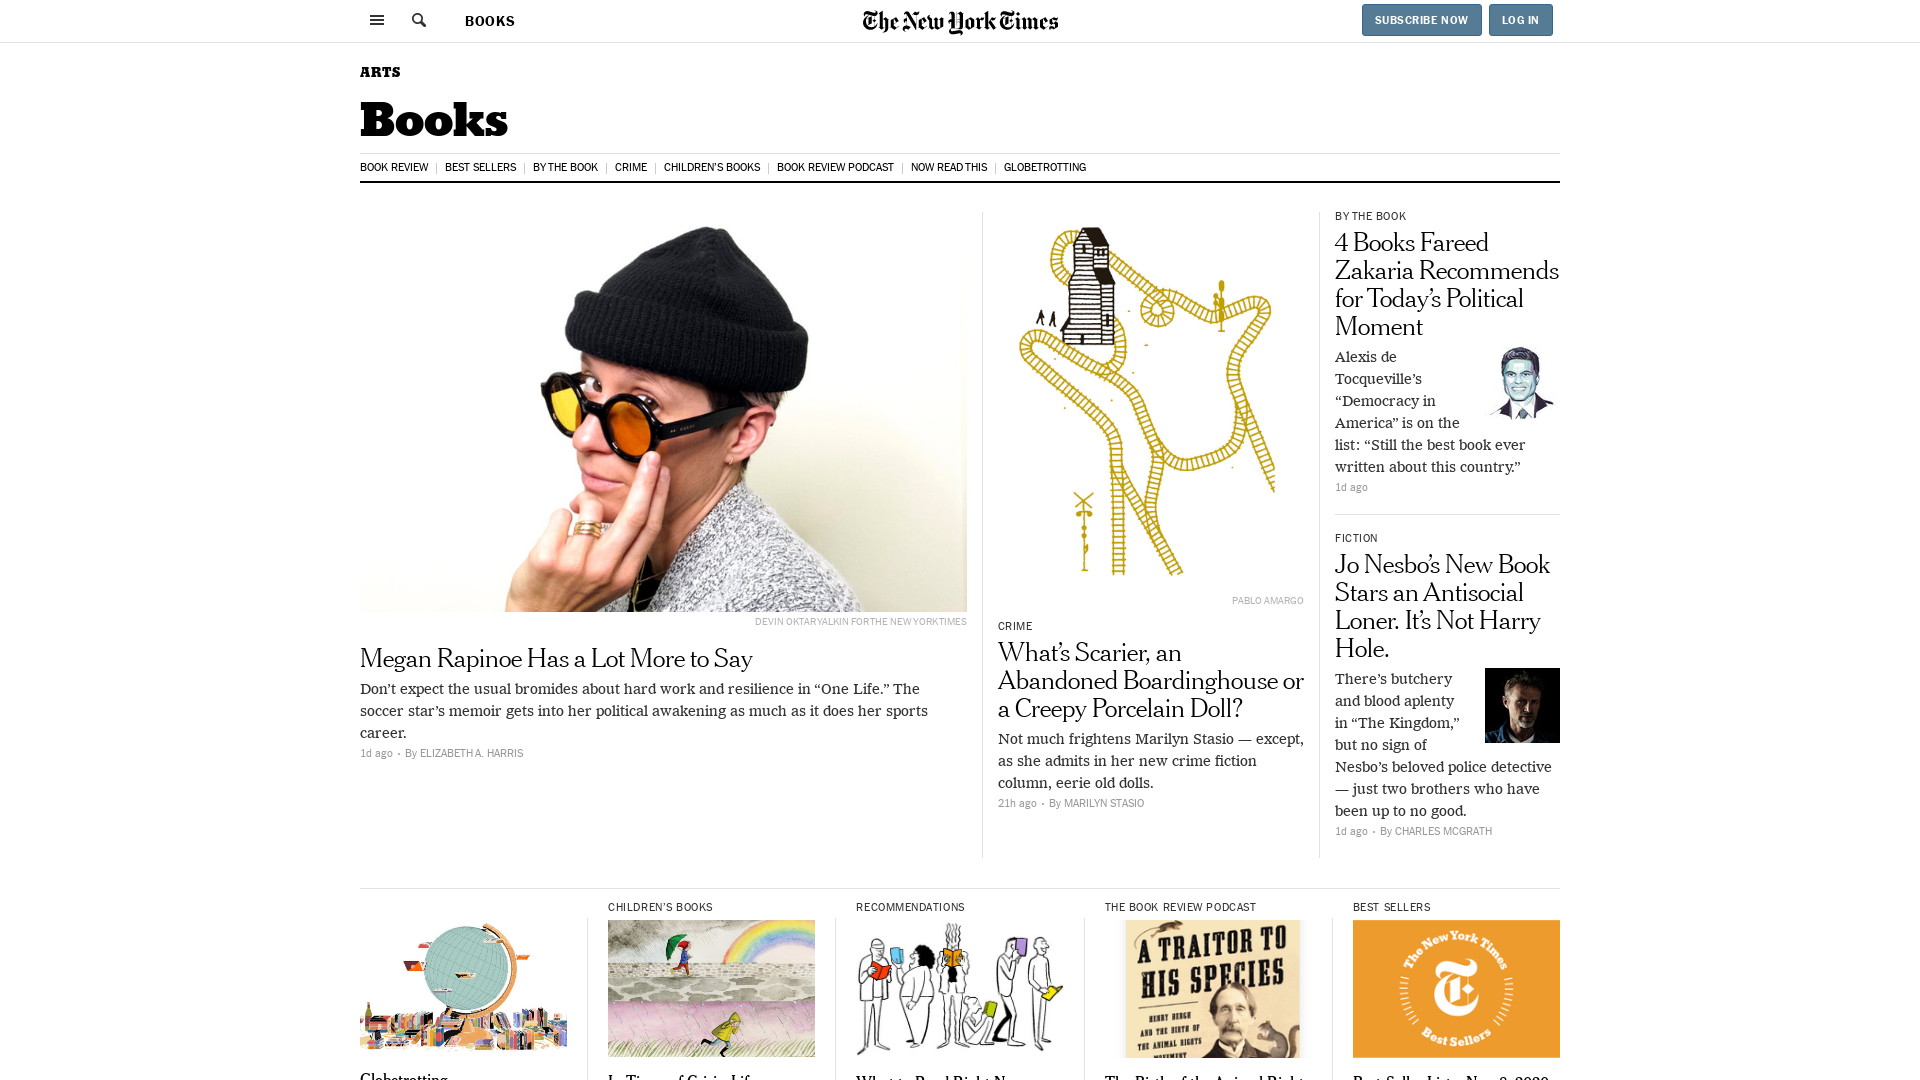 BOOKS
The New York Times
SUBSCRIBE NOW
LOG IN
ARTS
Books
BOOK REVIEW
BEST SELLERS
BY THE BOOK
CRIME
CHILDREN'S BOOKS
BOOK REVIEW PODCAST
NOW READ THIS
GLOBETROTTING
DEVIN OKTAR YALKIN FOR THE NEW YORK TIMES
Megan Rapinoe Has a Lot More to Say
Don’t expect the usual bromides about hard work and resilience in “One Life.” The
soccer star’s memoir gets into her political awakening as much as it does her sports
career.
1d ago • By ELIZABETH A. HARRIS
PABLO AMARGO
CRIME
What’s Scarier, an
Abandoned Boardinghouse or
a Creepy Porcelain Doll?
Not much frightens Marilyn Stasio — except,
as she admits in her new crime fiction
column, eerie old dolls.
21h ago • By MARILYN STASIO
BY THE BOOK
4 Books Fareed
Zakaria Recommends
for Today’s Political
Moment
Alexis de
Tocqueville’s
“Democracy in
America” is on the
list: “Still the best book ever
written about this country.”
1d ago
FICTION
Jo Nesbo’s New Book
Stars an Antisocial
Loner. It’s Not Harry
Hole.
There’s butchery
and blood aplenty
in “The Kingdom,”
but no sign of
Nesbo’s beloved police detective
— just two brothers who have
been up to no good.
1d ago • By CHARLES MCGRATH
Globetrotting
CHILDREN'S BOOKS
RECOMMENDATIONS
THE BOOK REVIEW PODCAST
A TRAITOR TO
HIS SPECIES
HENRY BERGH
AND THE BIRTH OF
THE ANIMAL RIGHTS
MOVEMENT
BEST SELLERS
The New York Times
Best Sellers